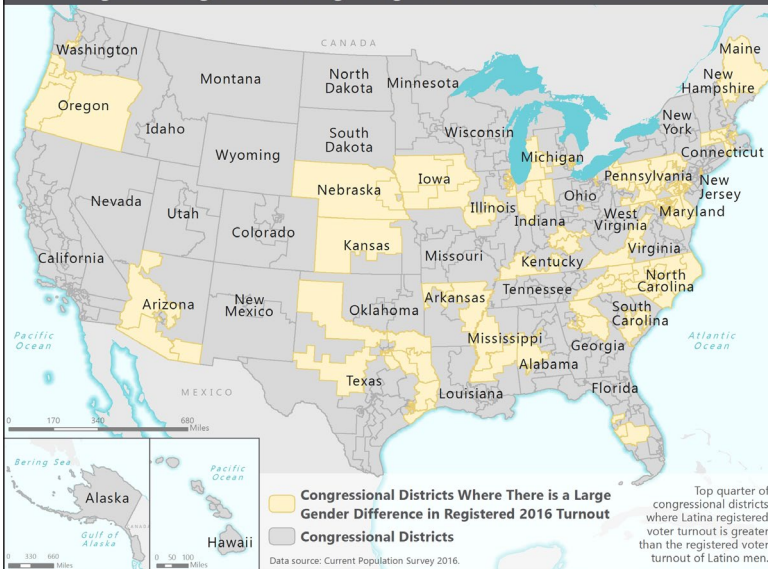 CANADA
Washington
Montana
North
Dakota
Minnesota
Maine
New
Hampshire
Oregon
Idaho
South
Dakota
Wisconsin
New
York
Wyoming
Michigan
Connecticut
Nebraska
Iowa
Pennsylvania
New
Jersey
Nevada
Utah
Colorado
Illinois
Indiana
Ohio
West
Virginia
Maryland
California
Kansas
Missouri
Kentucky
Virginia
Arizona
New
Mexico
Oklahoma
Arkansas
Tennessee
North
Carolina
South
Carolina
Pacific
Ocean
Mississippi
Georgia
Atlantic
Ocean
Alabama
Texas
Louisiana
Florida
MEXICO
0 170 340 680
Miles
Bering Sea
Alaska
CANADA
Gulf of
Alaska
0 330 660
Miles
Pacific
Ocean
Hawaii
0 50 100
Miles
Congressional Districts Where There is a Large
Gender Difference in Registered 2016 Turnout
Congressional Districts
Data source: Current Population Survey 2016.
Top quarter of
congressional districts
where Latina registered
voter turnout is greater
than the registered voter
turnout of Latino men.